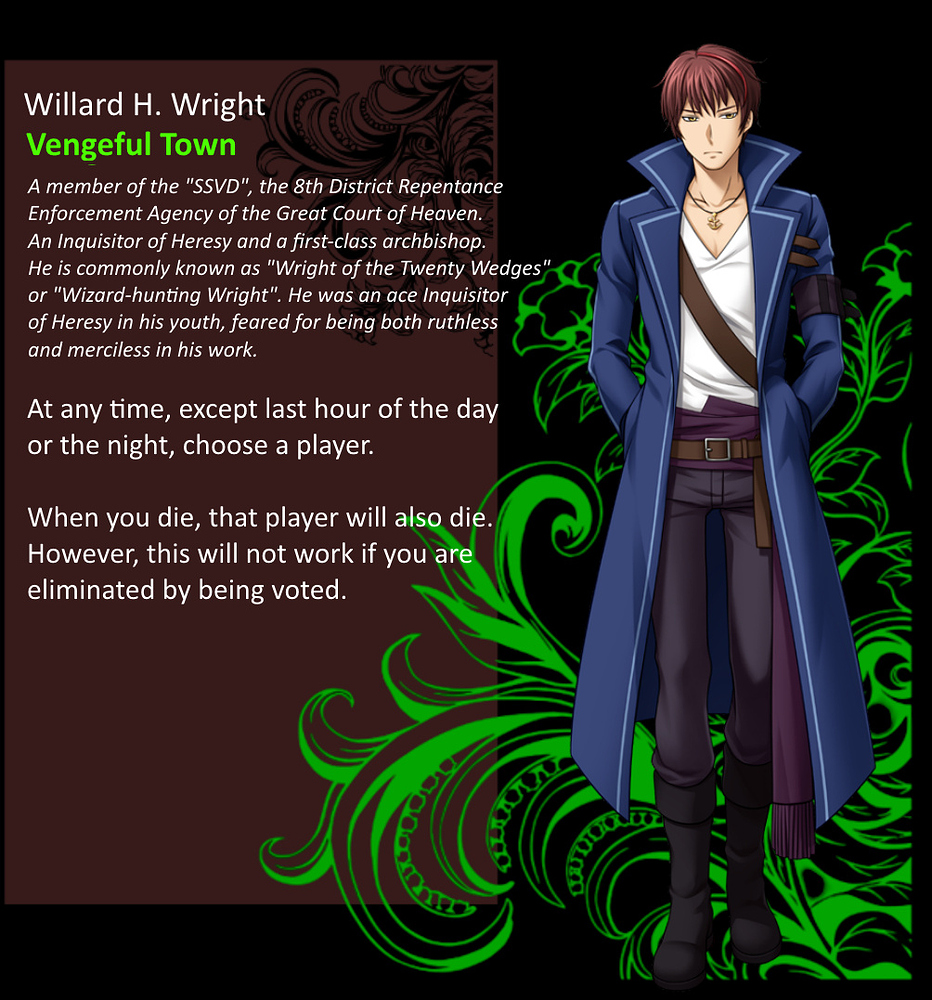 Willard H. Wright
Vengeful Town
A member of the "SSVD", the 8th District Repentance
Enforcement Agency of the Great Court of Heaven.
An Inquisitor of Heresy and a first-class archbishop.
He is commonly known as "Wright of the Twenty Wedges"
or "Wizard-hunting Wright". He was an ace Inquisitor
of Heresy in his youth, feared for being both ruthless
and merciless in his work.
At any time, except last hour of the day
or the night, choose a player.
When you die, that player will also die.
However, this will not work if you are
eliminated by being voted.